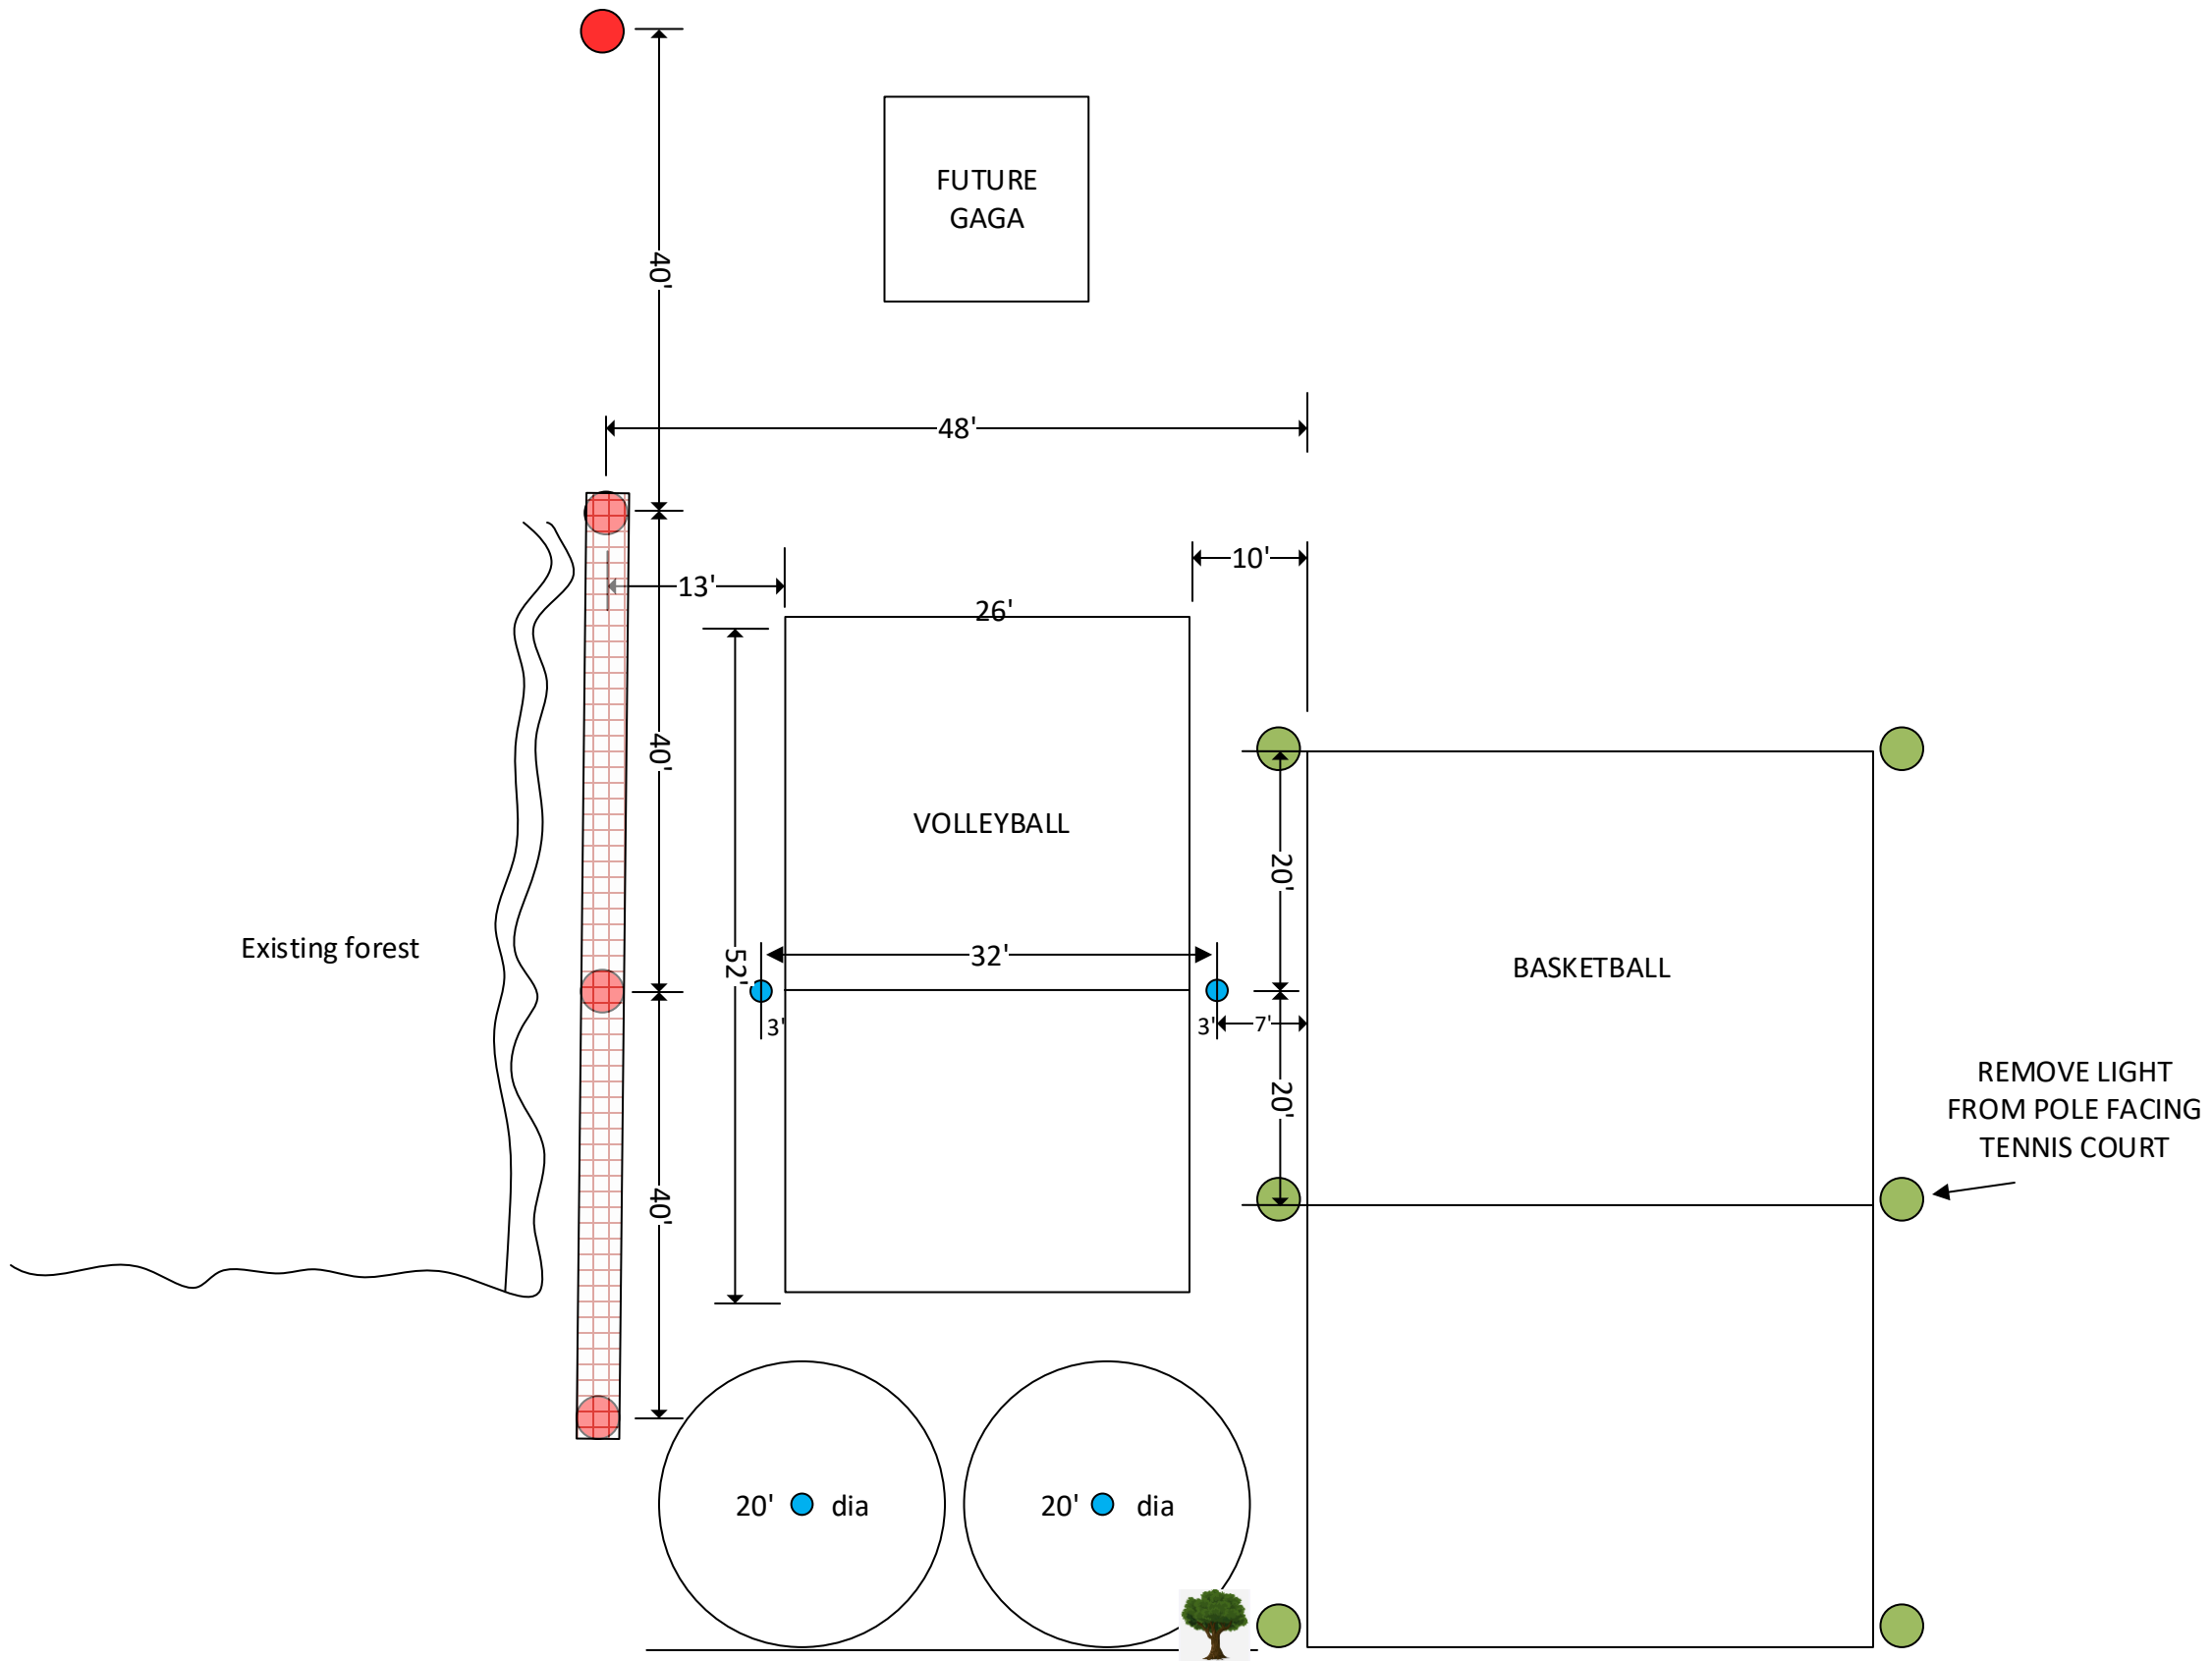 FUTURE
GAGA
40'
48'
13'
10'
26'
40'
VOLLEYBALL
20'
Existing forest
52'
32'
BASKETBALL
3'
3'
7'
20'
REMOVE LIGHT
FROM POLE FACING
TENNIS COURT
40'
20' dia
20' dia